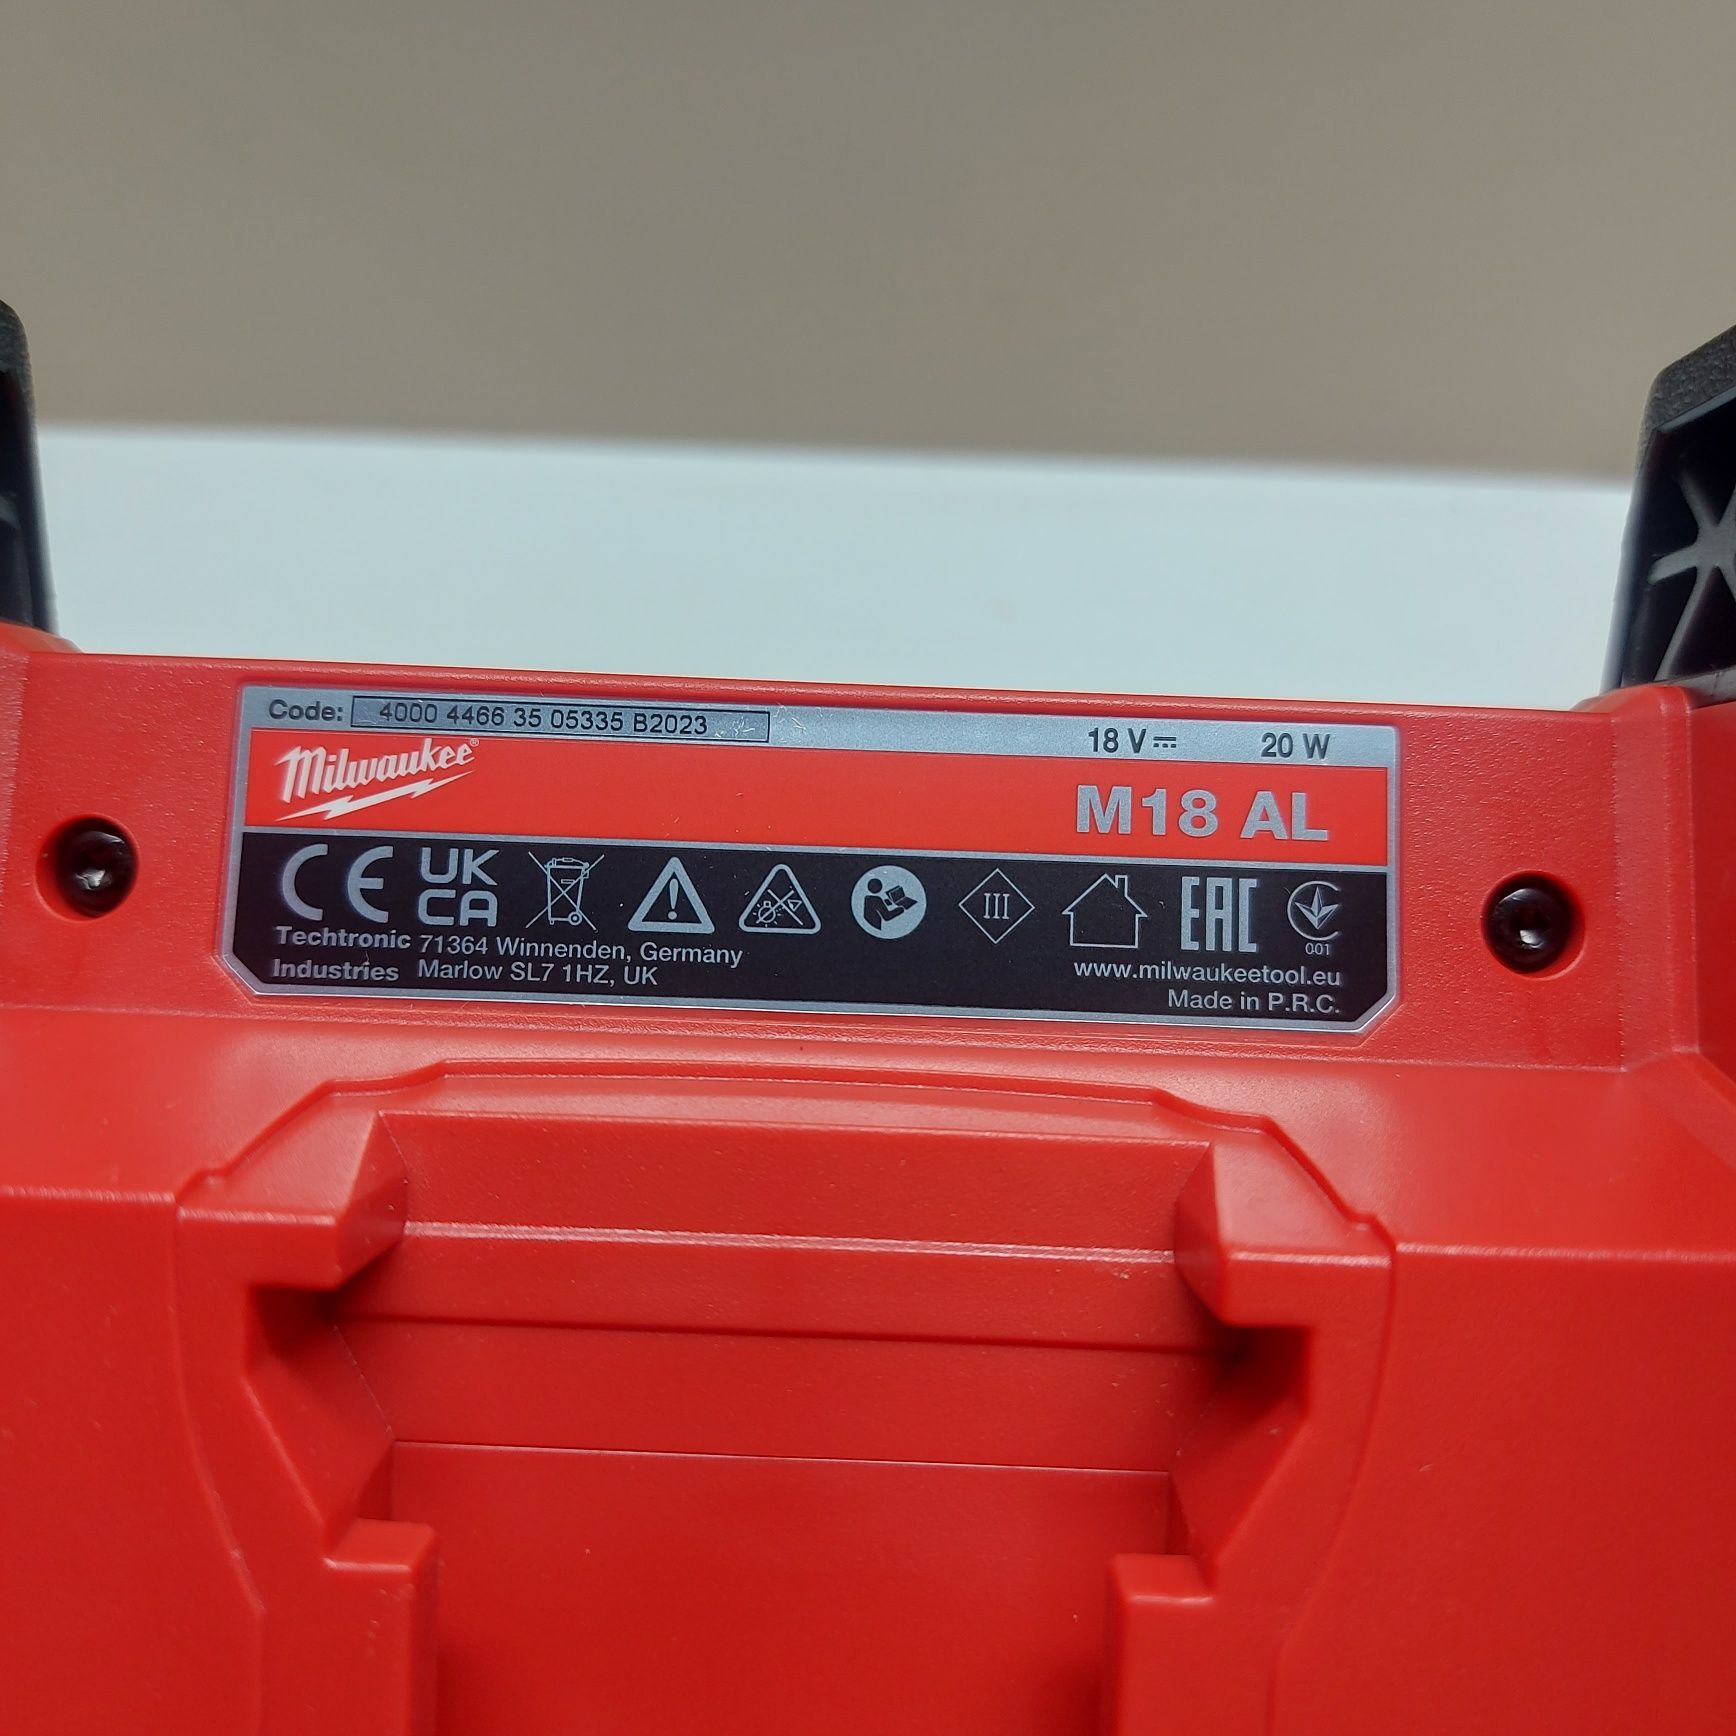 Code: 4000 4466 35 05335 B2023
18 V 20 W
Milwaukee®
M18 AL
CE UK CA III EAC 001
Techtronic 71364 Winnenden, Germany
Industries Marlow SL7 1HZ, UK
www.milwaukeetool.eu
Made in P.R.C.